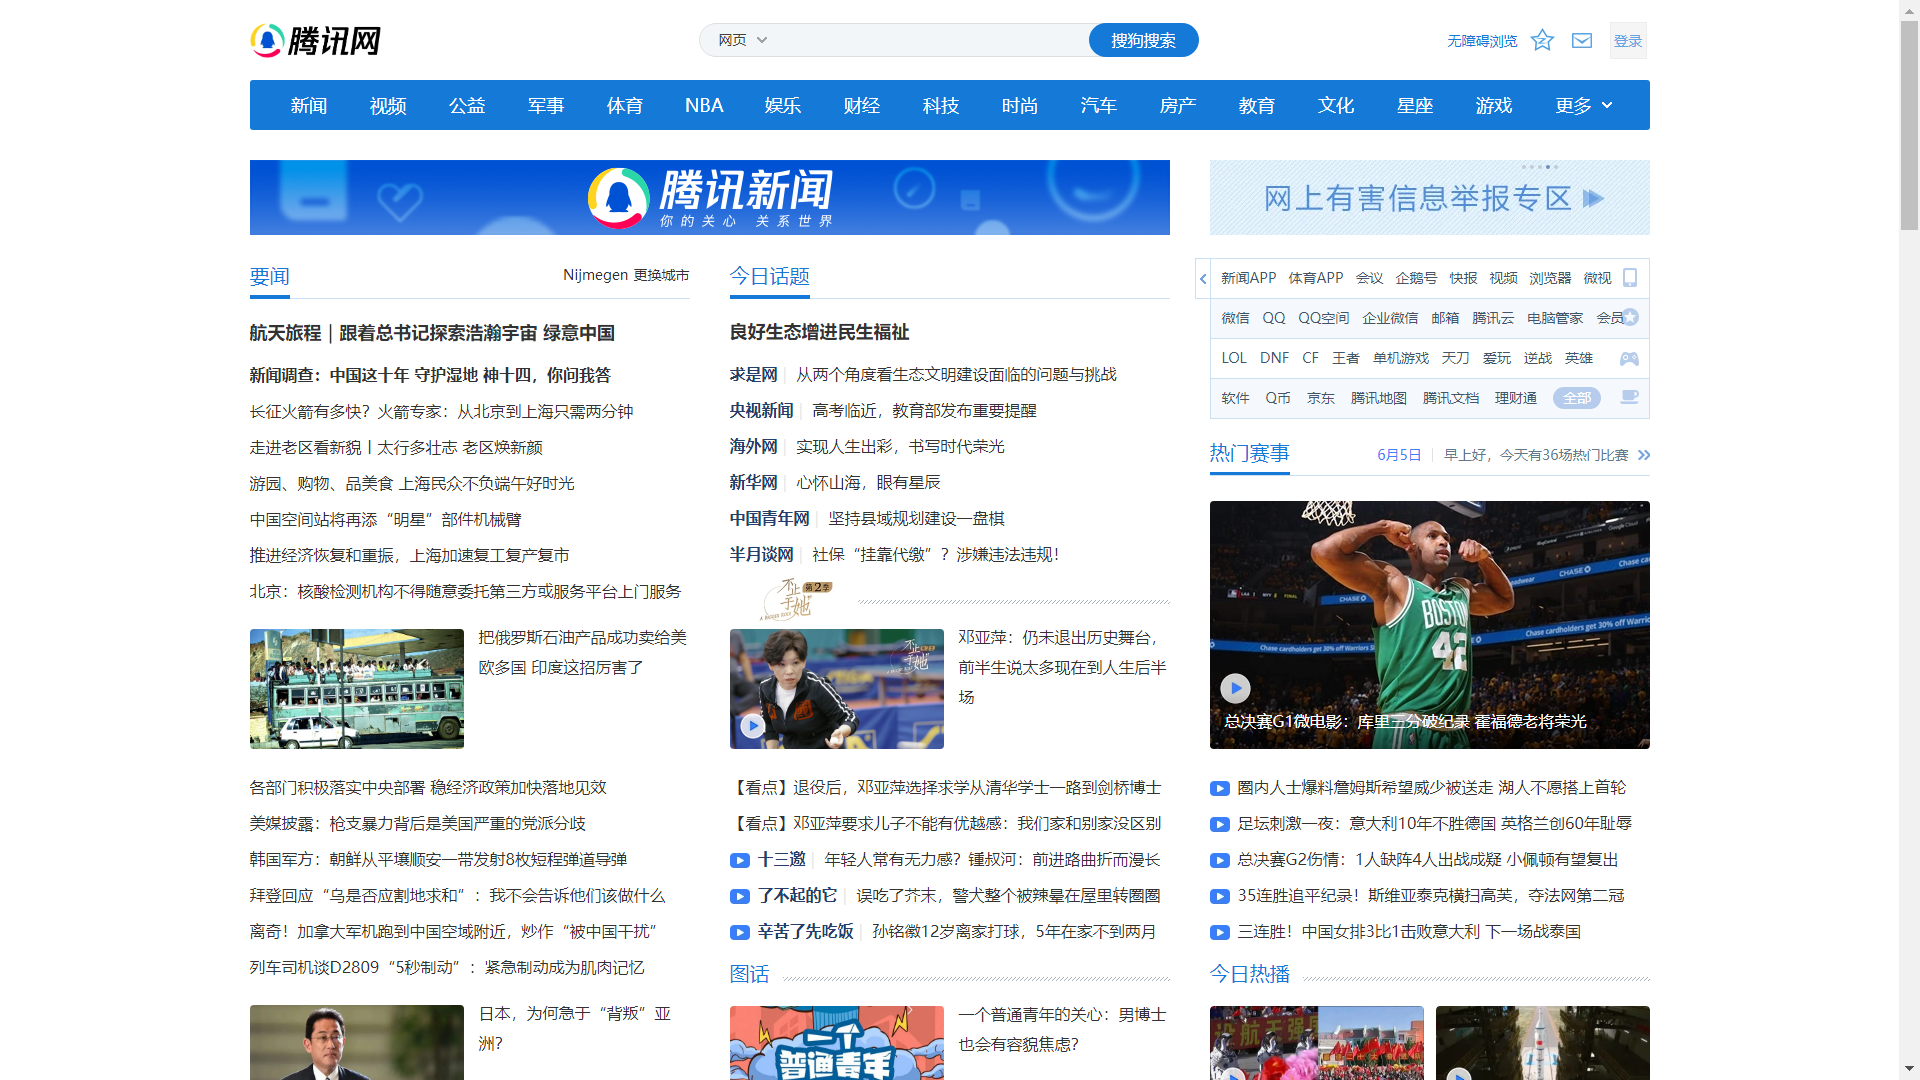 腾讯网
网页
搜狗搜索
无障碍浏览
登录
新闻 视频 公益 军事 体育 NBA 娱乐 财经 科技 时尚 汽车 房产 教育 文化 星座 游戏 更多
腾讯新闻
你的关心 关系世界
网上有害信息举报专区
要闻
Nijmegen 更换城市
航天旅程｜跟着总书记探索浩瀚宇宙 绿意中国
新闻调查：中国这十年 守护湿地 神十四，你问我答
长征火箭有多快？火箭专家：从北京到上海只需两分钟
走进老区看新貌丨太行多壮志 老区焕新颜
游园、购物、品美食 上海民众不负端午好时光
中国空间站将再添“明星”部件机械臂
推进经济恢复和重振，上海加速复工复产复市
北京：核酸检测机构不得随意委托第三方或服务平台上门服务
把俄罗斯石油产品成功卖给美
欧多国 印度这招厉害了
各部门积极落实中央部署 稳经济政策加快落地见效
美媒披露：枪支暴力背后是美国严重的党派分歧
韩国军方：朝鲜从平壤顺安一带发射8枚短程弹道导弹
拜登回应“乌是否应割地求和”：我不会告诉他们该做什么
离奇！加拿大军机跑到中国空域附近，炒作“被中国干扰”
列车司机谈D2809“5秒制动”：紧急制动成为肌肉记忆
日本，为何急于“背叛”亚
洲？
今日话题
良好生态增进民生福祉
求是网 从两个角度看生态文明建设面临的问题与挑战
央视新闻 高考临近，教育部发布重要提醒
海外网 实现人生出彩，书写时代荣光
新华网 心怀山海，眼有星辰
中国青年网 坚持县域规划建设一盘棋
半月谈网 社保“挂靠代缴”？涉嫌违法违规！
不止于她 第2季
不止于她
邓亚萍：仍未退出历史舞台，
前半生说太多现在到人生后半
场
【看点】退役后，邓亚萍选择求学从清华学士一路到剑桥博士
【看点】邓亚萍要求儿子不能有优越感：我们家和别家没区别
十三邀 年轻人常有无力感？锤叔河：前进路曲折而漫长
了不起的它 误吃了芥末，警犬整个被辣晕在屋里转圈圈
辛苦了先吃饭 孙铭徽12岁离家打球，5年在家不到两月
图话
一个
普通青年
一个普通青年的关心：男博士
也会有容貌焦虑？
新闻APP 体育APP 会议 企鹅号 快报 视频 浏览器 微视
微信 QQ QQ空间 企业微信 邮箱 腾讯云 电脑管家 会员
LOL DNF CF 王者 单机游戏 天刀 爱玩 逆战 英雄
软件 Q币 京东 腾讯地图 腾讯文档 理财通 全部
热门赛事
6月5日 早上好，今天有36场热门比赛
CHASE
BOSTON
42
总决赛G1微电影：库里三分破纪录 霍福德老将荣光
圈内人士爆料詹姆斯希望威少被送走 湖人不愿搭上首轮
足坛刺激一夜：意大利10年不胜德国 英格兰创60年耻辱
总决赛G2伤情：1人缺阵4人出战成疑 小佩顿有望复出
35连胜追平纪录！斯维亚泰克横扫高芙，夺法网第二冠
三连胜！中国女排3比1击败意大利 下一场战泰国
今日热播
设航天强